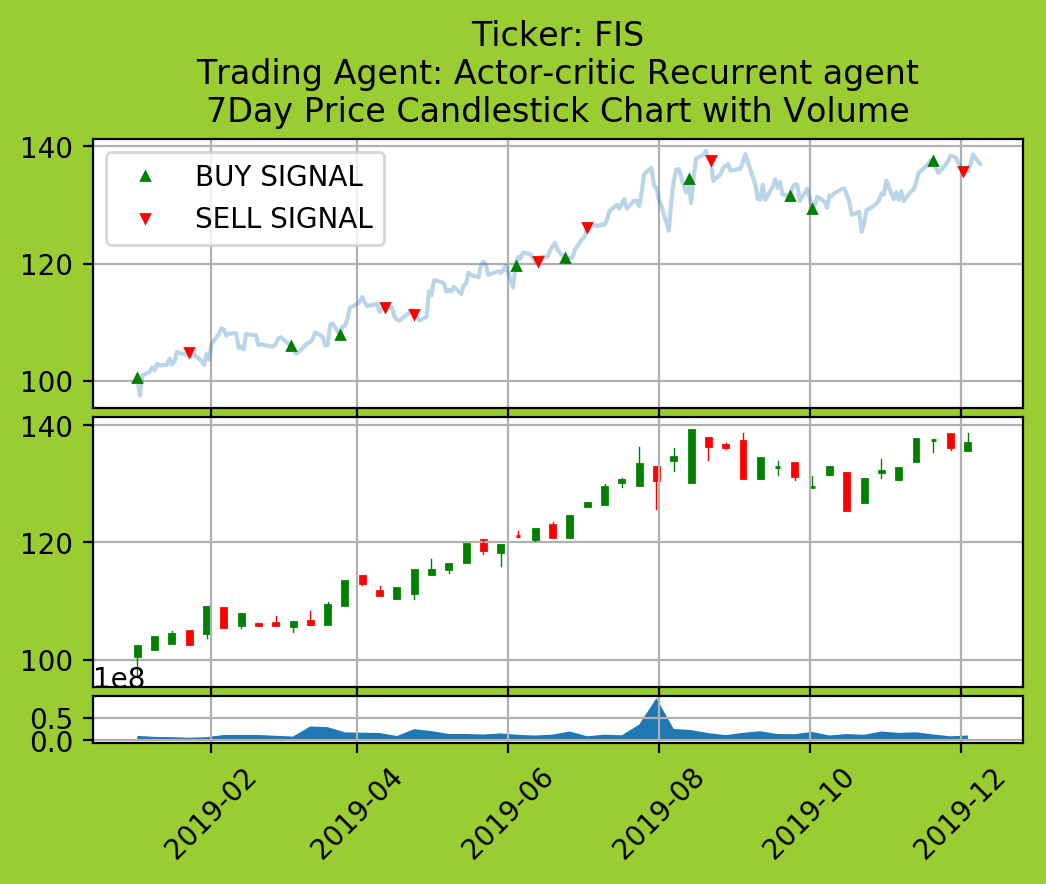 Ticker: FIS
Trading Agent: Actor-critic Recurrent agent
7Day Price Candlestick Chart with Volume
140
BUY SIGNAL
SELL SIGNAL
120
100
140
120
100
1e8
0.5
0.0
2019-02
2019-04
2019-06
2019-08
2019-10
2019-12